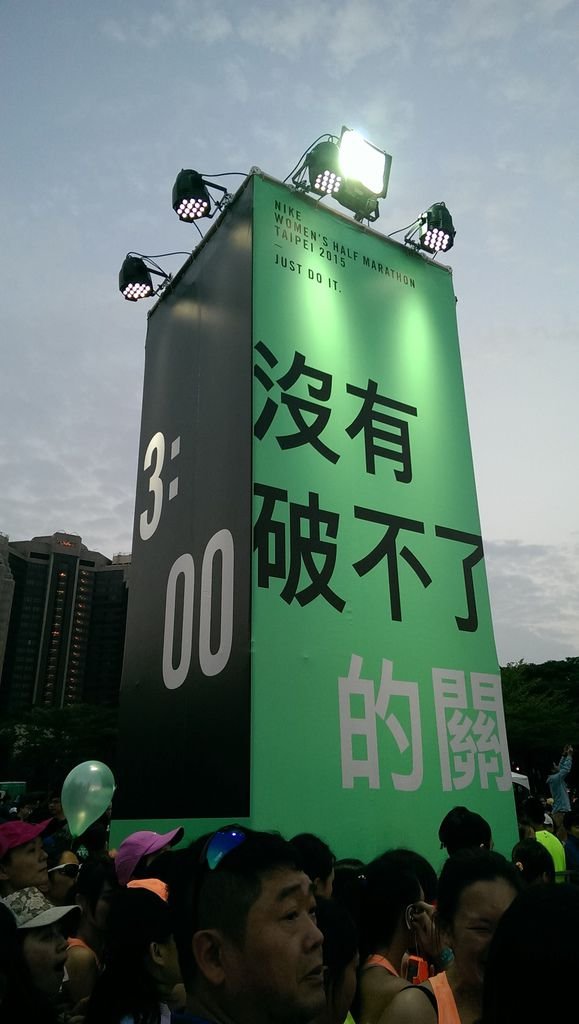 NIKE
WOMEN'S HALF MARATHON
TAIPEI 2015
JUST DO IT.
沒有
破不了
的關
3:
00